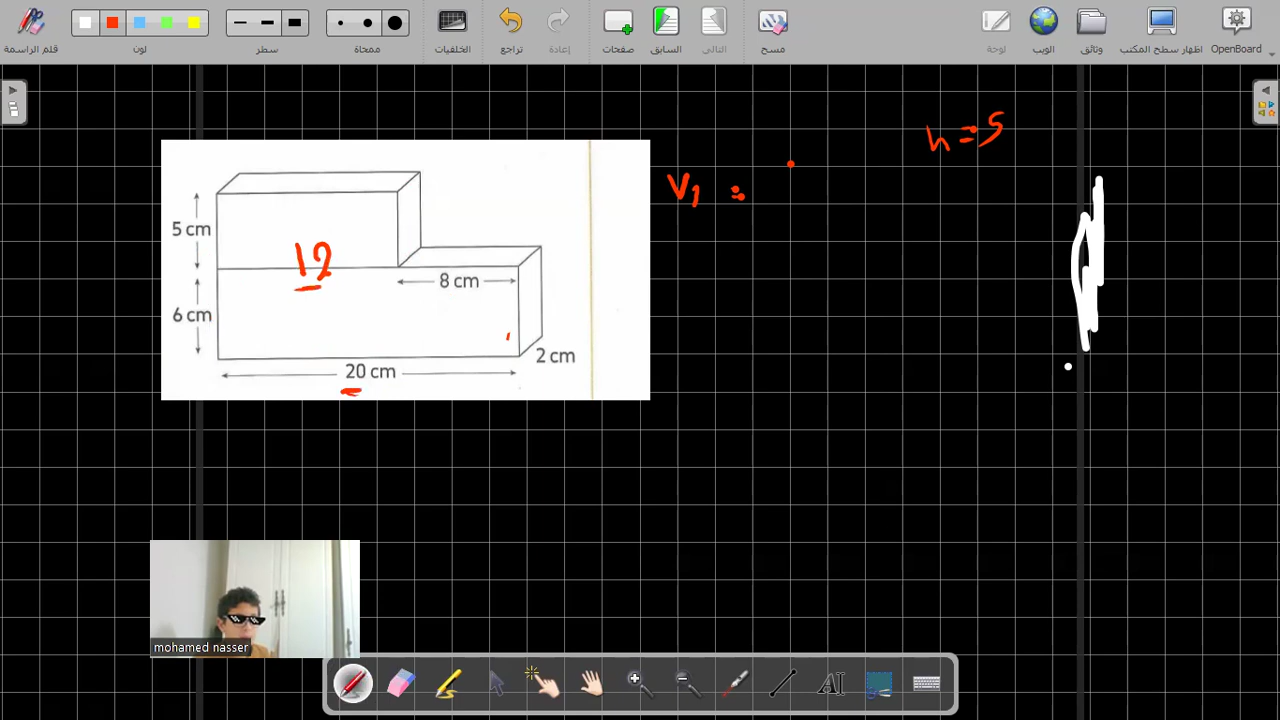 قلم الراسمة
لون
سطر
ممحاة
الخلفيات
تراجع
إعادة
صفحات
السابق
التالي
مسح
لوحة
الويب
وثائق
اظهار سطح المكتب
OpenBoard
h = 5
V1 =
5 cm
12
8 cm
6 cm
2 cm
20 cm
mohamed nasser